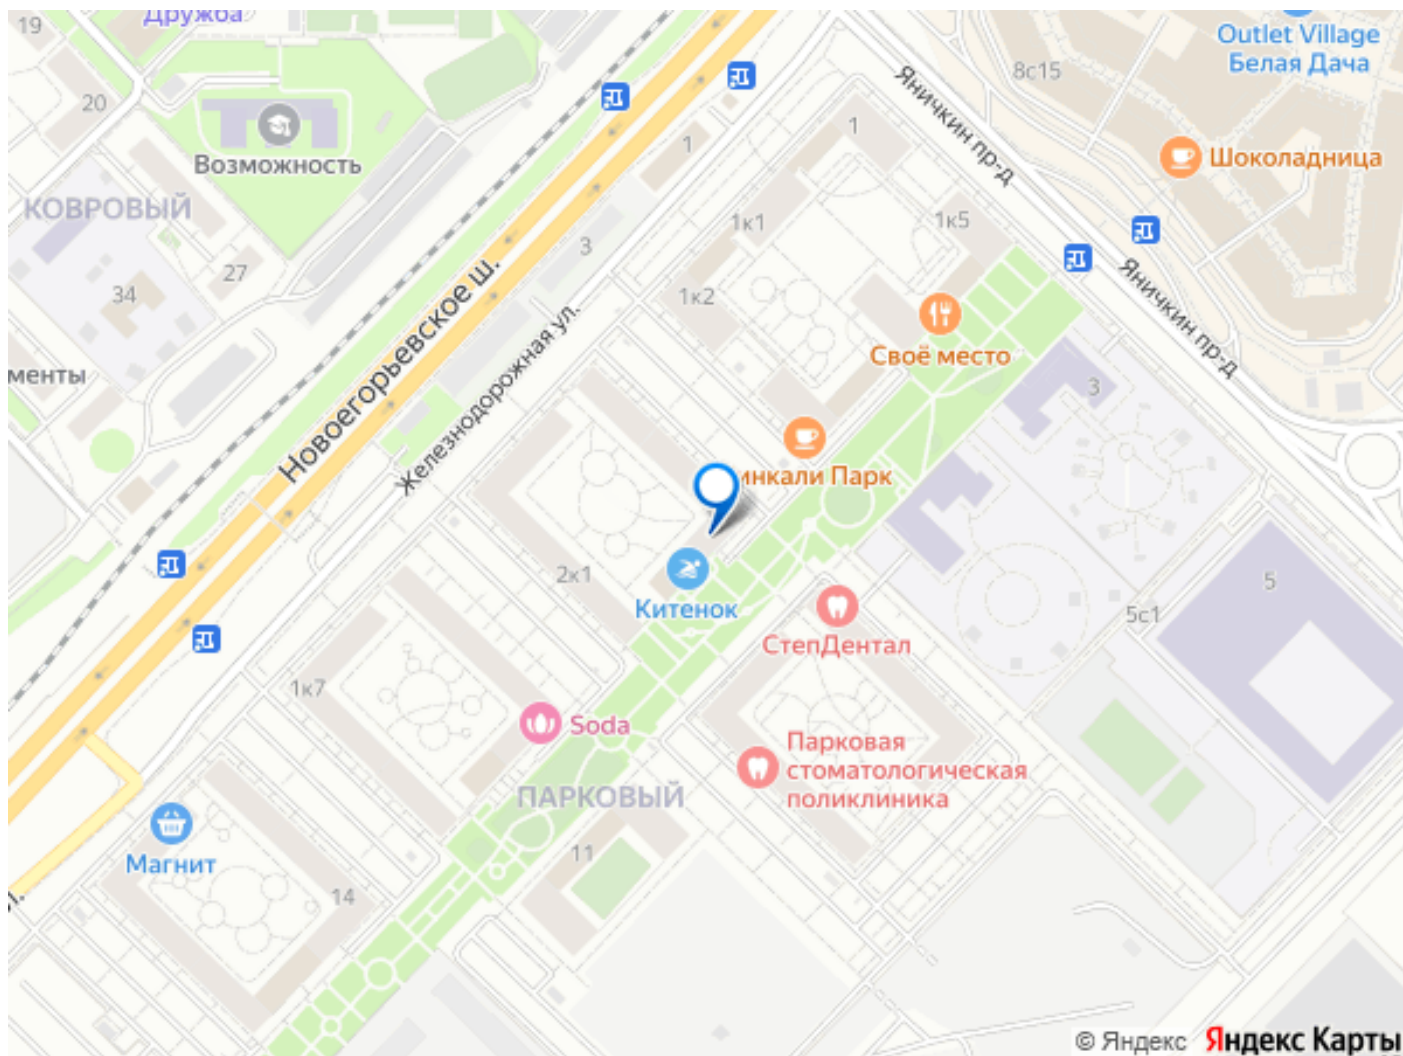 19
Дружба
Outlet Village
Белая Дача
8с15
20
Яничкин пр-д
1
1
Возможность
Шоколадница
КОВРОВЫЙ
1к1
1к5
3
27
34
1к2
Яничкин пр-д
Новоегорьевское ш.
Железнодорожная ул.
Своё место
менты
3
инкали Парк
2к1
Китенок
5
5с1
СтепДентал
1к7
Soda
Парковая
стоматологическая
поликлиника
ПАРКОВЫЙ
Магнит
11
14
© Яндекс Яндекс Карты